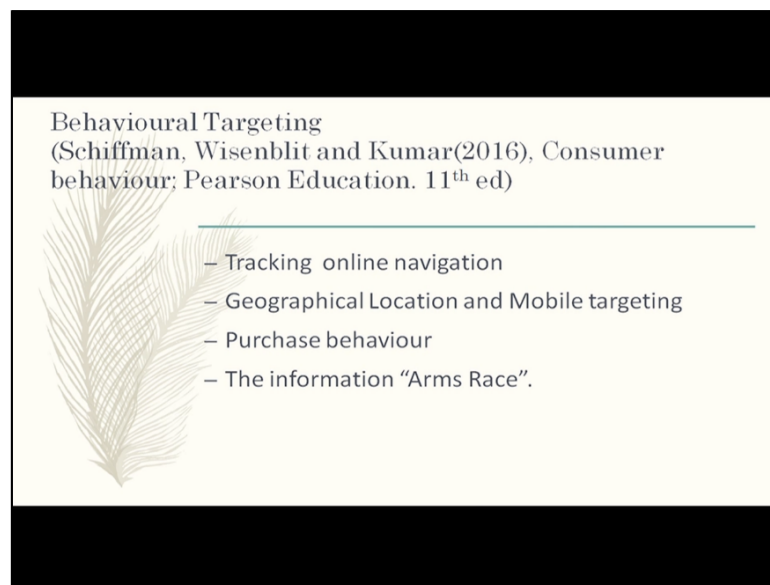 Behavioural Targeting
(Schiffman, Wisenblit and Kumar(2016), Consumer
behaviour; Pearson Education. 11th ed)
– Tracking online navigation
– Geographical Location and Mobile targeting
– Purchase behaviour
– The information “Arms Race”.